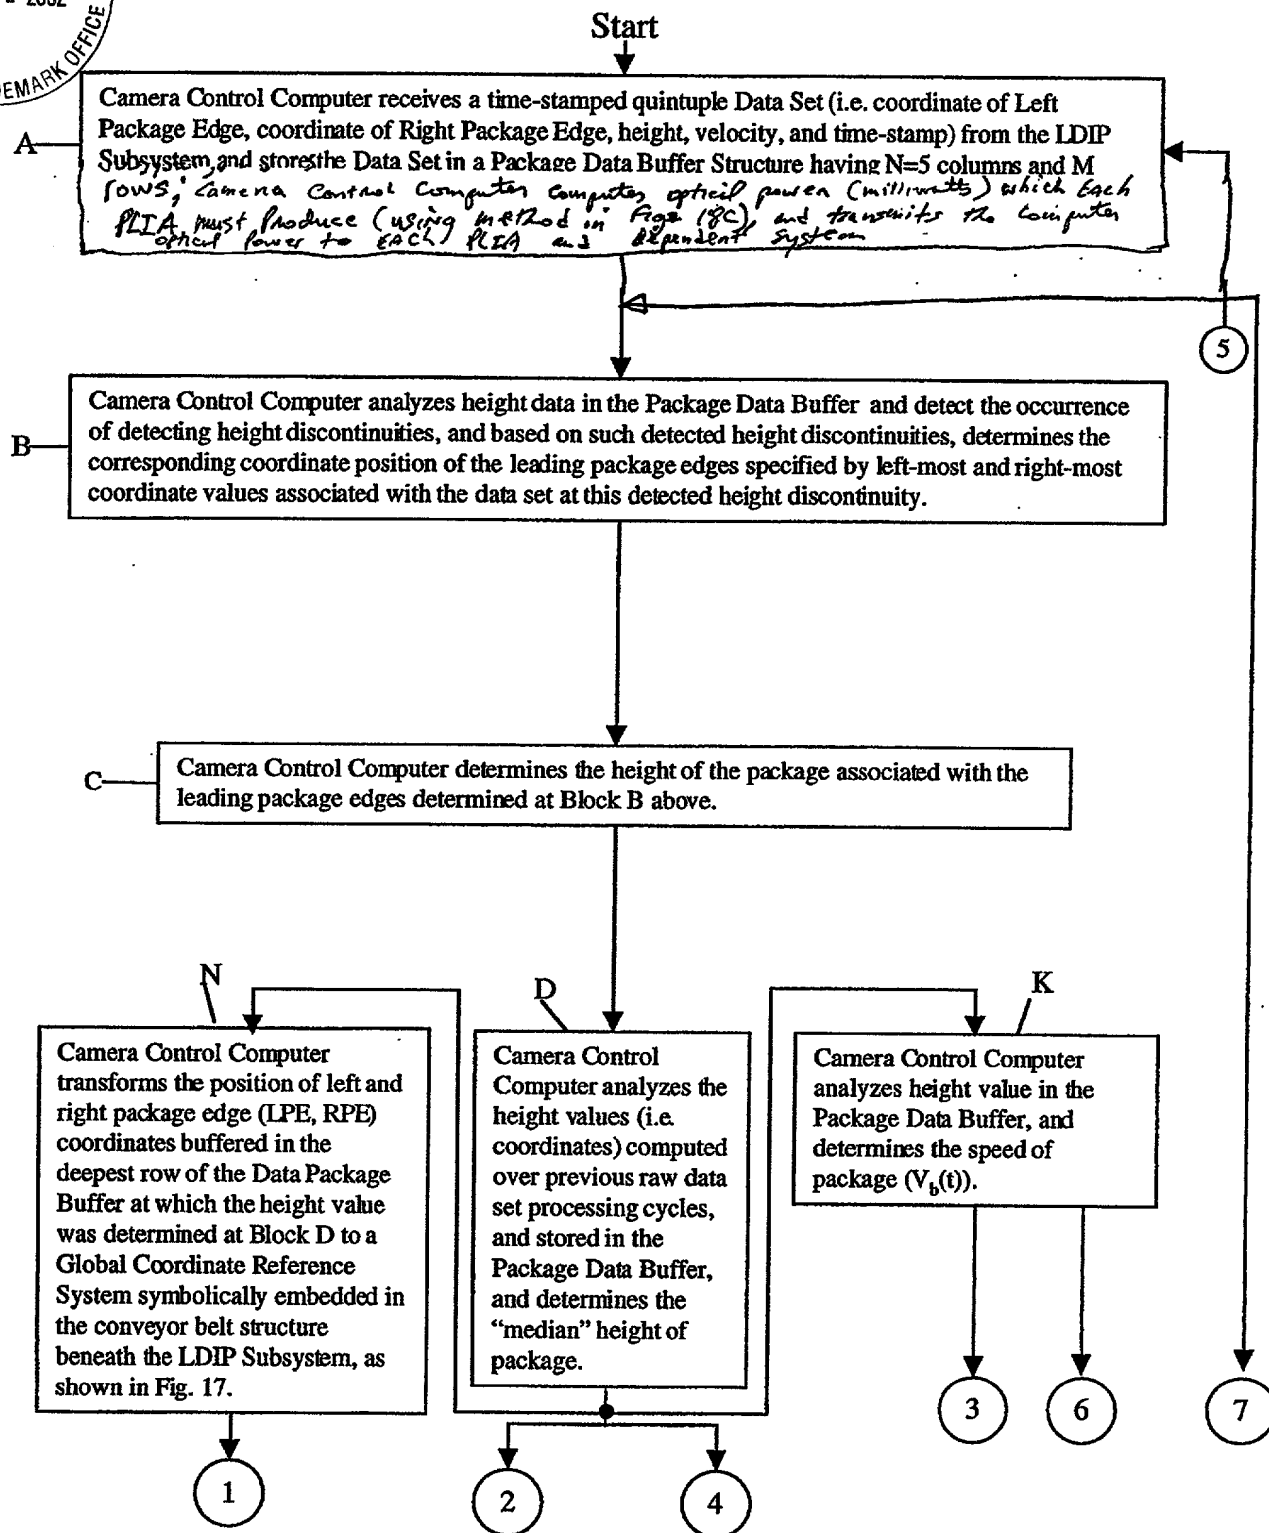 2002
EMARK OFFICE
Start
A
Camera Control Computer receives a time-stamped quintuple Data Set (i.e. coordinate of Left
Package Edge, coordinate of Right Package Edge, height, velocity, and time-stamp) from the LDIP
Subsystem, and storesthe Data Set in a Package Data Buffer Structure having N=5 columns and M
rows; Camera Control Computer computer optical power (milliwatts) which Each
PLIA must Produce (using method in Figs 18C), and transmits the computer
optical power to EACH PLIA and dependent system
5
B
Camera Control Computer analyzes height data in the Package Data Buffer and detect the occurrence
of detecting height discontinuities, and based on such detected height discontinuities, determines the
corresponding coordinate position of the leading package edges specified by left-most and right-most
coordinate values associated with the data set at this detected height discontinuity.
C
Camera Control Computer determines the height of the package associated with the
leading package edges determined at Block B above.
N
Camera Control Computer
transforms the position of left and
right package edge (LPE, RPE)
coordinates buffered in the
deepest row of the Data Package
Buffer at which the height value
was determined at Block D to a
Global Coordinate Reference
System symbolically embedded in
the conveyor belt structure
beneath the LDIP Subsystem, as
shown in Fig. 17.
D
Camera Control
Computer analyzes the
height values (i.e.
coordinates) computed
over previous raw data
set processing cycles,
and stored in the
Package Data Buffer,
and determines the
“median” height of
package.
K
Camera Control Computer
analyzes height value in the
Package Data Buffer, and
determines the speed of
package (V_b(t)).
1
2
4
3
6
7